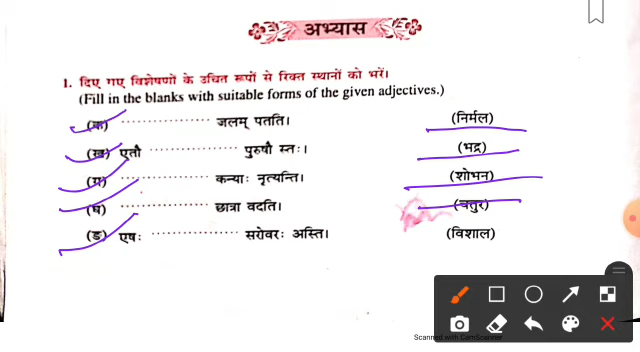 अभ्यास
1. दिए गए विशेषणों के उचित रूपों से रिक्त स्थानों को भरें।
(Fill in the blanks with suitable forms of the given adjectives.)
(क) .................... जलम् पतति। (निर्मल)
(ख) एतौ .................... पुरुषौ स्तः। (भद्र)
(ग) .................... कन्याः नृत्यन्ति। (शोभन)
(घ) .................... छात्रा वदति। (चतुर)
(ङ) एषः .................... सरोवरः अस्ति। (विशाल)
Scanned with CamScanner